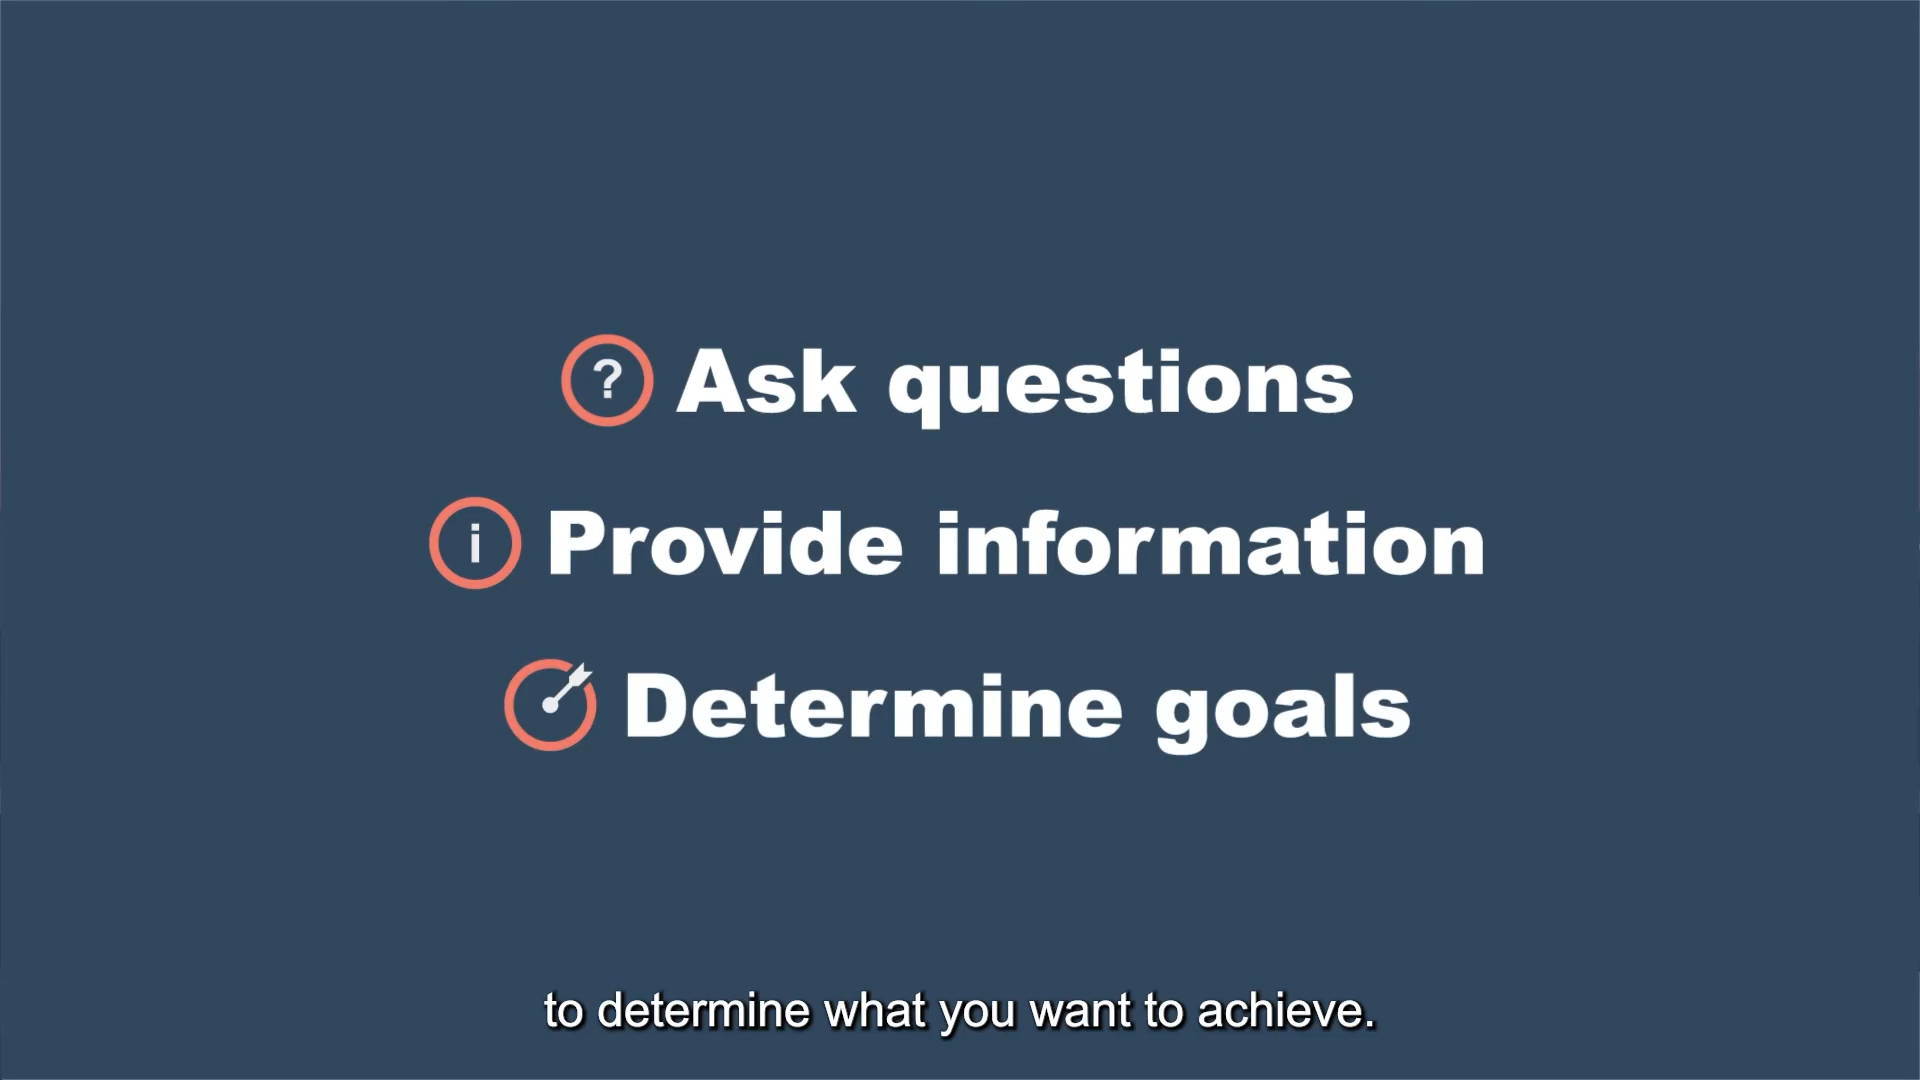 ? Ask questions
i Provide information
Determine goals
to determine what you want to achieve.